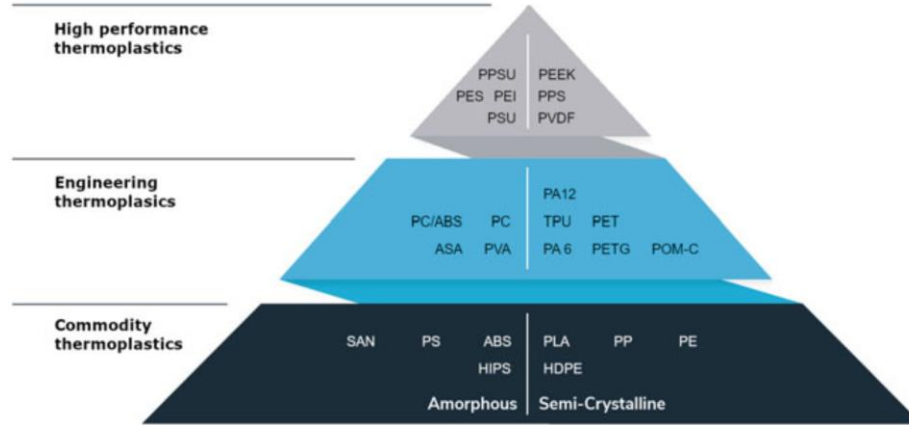 High performance
thermoplastics
PPSU PEEK
PES PEI PPS
PSU PVDF
Engineering
thermoplasics
PA12
PC/ABS PC TPU PET
ASA PVA PA 6 PETG POM-C
Commodity
thermoplastics
SAN PS ABS PLA PP PE
HIPS HDPE
Amorphous Semi-Crystalline